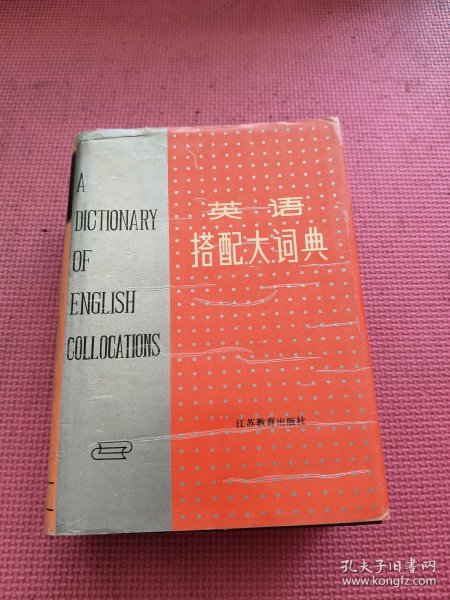 A
DICTIONARY
OF
ENGLISH
COLLOCATIONS
英语
搭配大词典
江苏教育出版社
孔夫子旧书网
www.kongfz.com